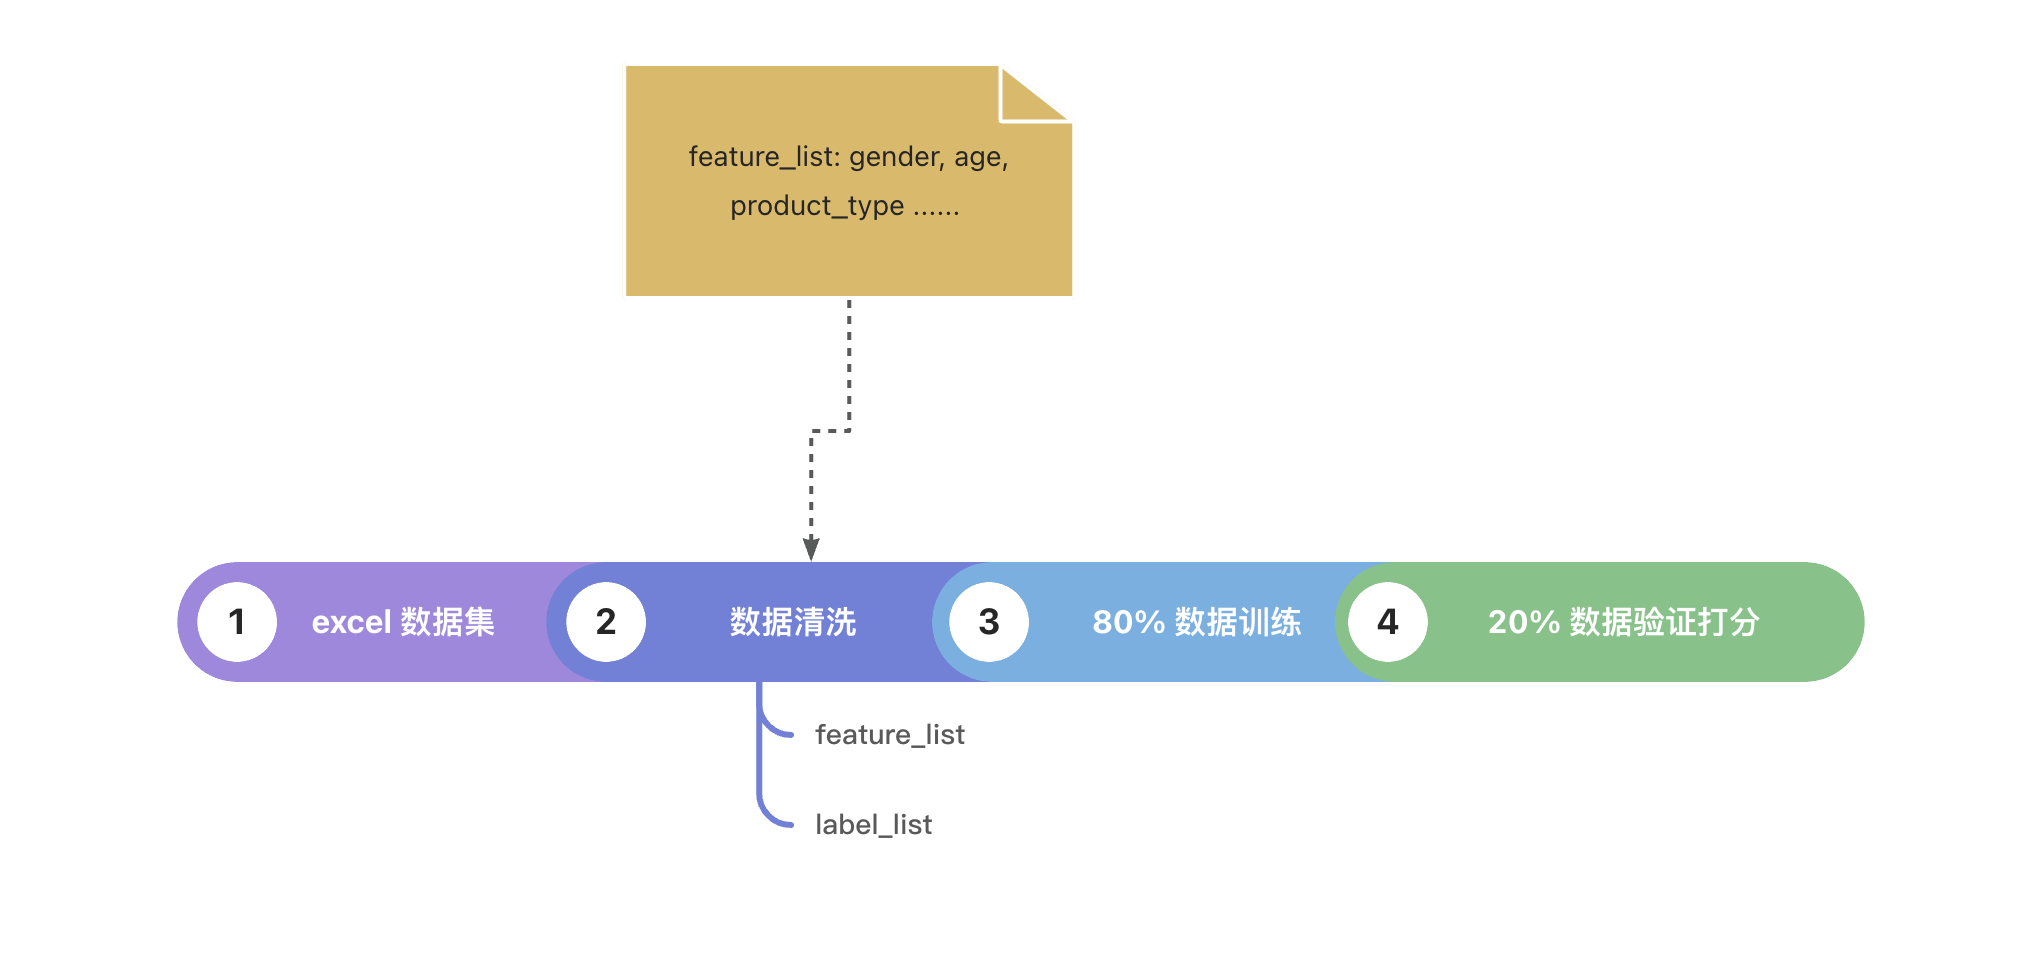 feature_list: gender, age,
product_type ......
1
excel 数据集
2
数据清洗
3
80% 数据训练
4
20% 数据验证打分
feature_list
label_list